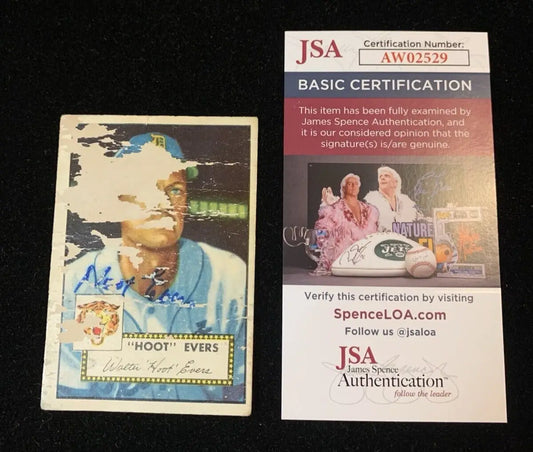 "HOOT" EVERS
Walter "Hoot" Evers
JSA
Certification Number:
AW02529
BASIC CERTIFICATION
This item has been fully examined by
James Spence Authentication, and
it is our considered opinion that the
signature(s) is/are genuine.
NATURE
JETS
Verify this certification by visiting
SpenceLOA.com
Follow us @jsaloa
JSA
James Spence
Authentication
follow the leader